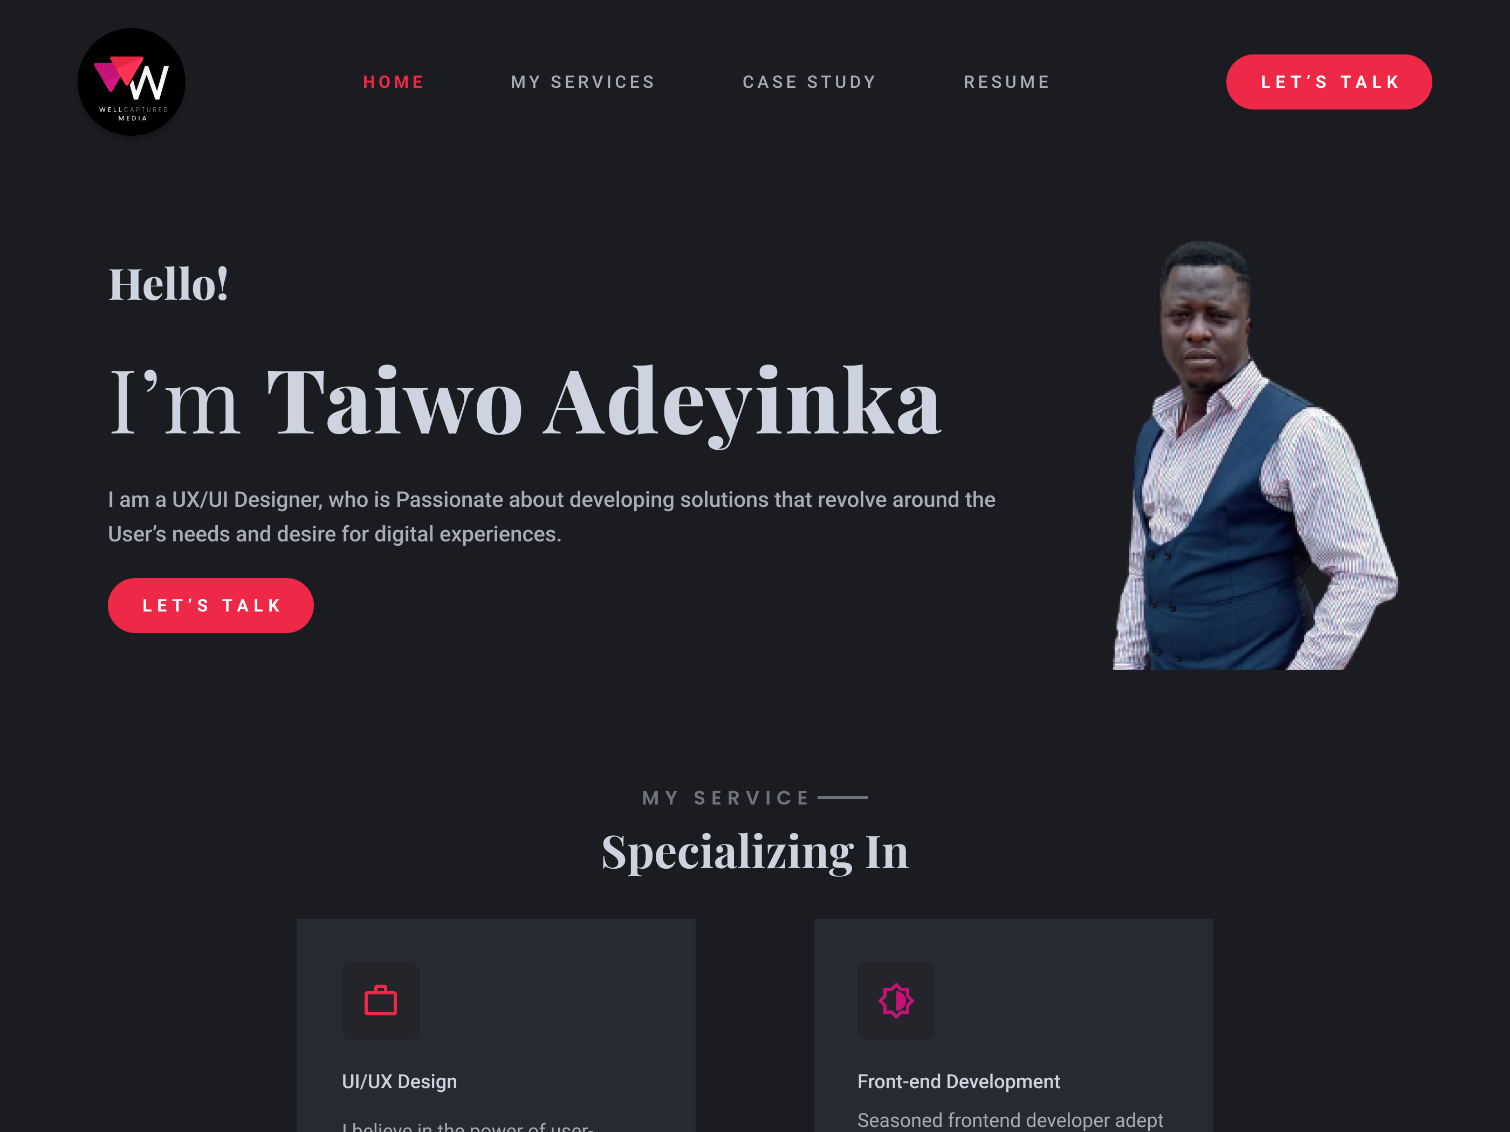 W
WELLCAPTURED
MEDIA
HOME
MY SERVICES
CASE STUDY
RESUME
LET’S TALK
Hello!
I’m Taiwo Adeyinka
I am a UX/UI Designer, who is Passionate about developing solutions that revolve around the
User’s needs and desire for digital experiences.
LET’S TALK
MY SERVICE
Specializing In
UI/UX Design
I believe in the power of user-
Front-end Development
Seasoned frontend developer adept